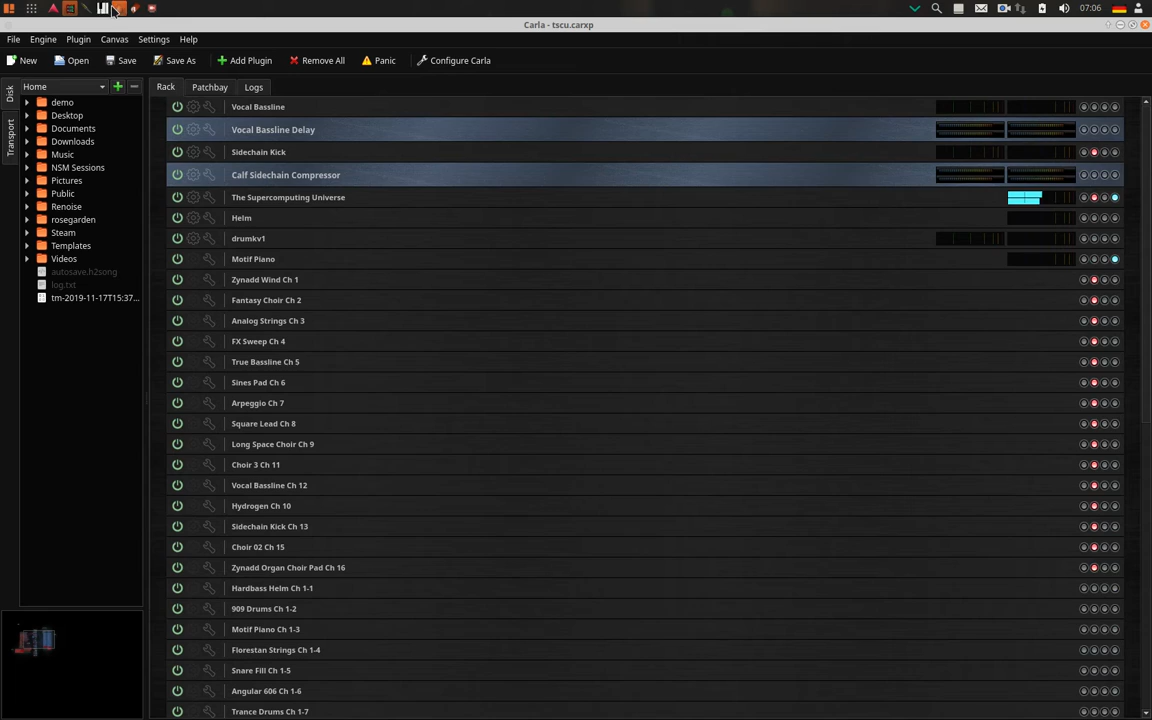 07:06
Carla - tscu.carxp
File Engine Plugin Canvas Settings Help
New Open Save Save As Add Plugin Remove All Panic Configure Carla
Disk
Transport
Home
demo
Desktop
Documents
Downloads
Music
NSM Sessions
Pictures
Public
Renoise
rosegarden
Steam
Templates
Videos
autosave.h2song
log.txt
tm-2019-11-17T15:37...
Rack Patchbay Logs
Vocal Bassline
Vocal Bassline Delay
Sidechain Kick
Calf Sidechain Compressor
The Supercomputing Universe
Helm
drumkv1
Motif Piano
Zynadd Wind Ch 1
Fantasy Choir Ch 2
Analog Strings Ch 3
FX Sweep Ch 4
True Bassline Ch 5
Sines Pad Ch 6
Arpeggio Ch 7
Square Lead Ch 8
Long Space Choir Ch 9
Choir 3 Ch 11
Vocal Bassline Ch 12
Hydrogen Ch 10
Sidechain Kick Ch 13
Choir 02 Ch 15
Zynadd Organ Choir Pad Ch 16
Hardbass Helm Ch 1-1
909 Drums Ch 1-2
Motif Piano Ch 1-3
Florestan Strings Ch 1-4
Snare Fill Ch 1-5
Angular 606 Ch 1-6
Trance Drums Ch 1-7